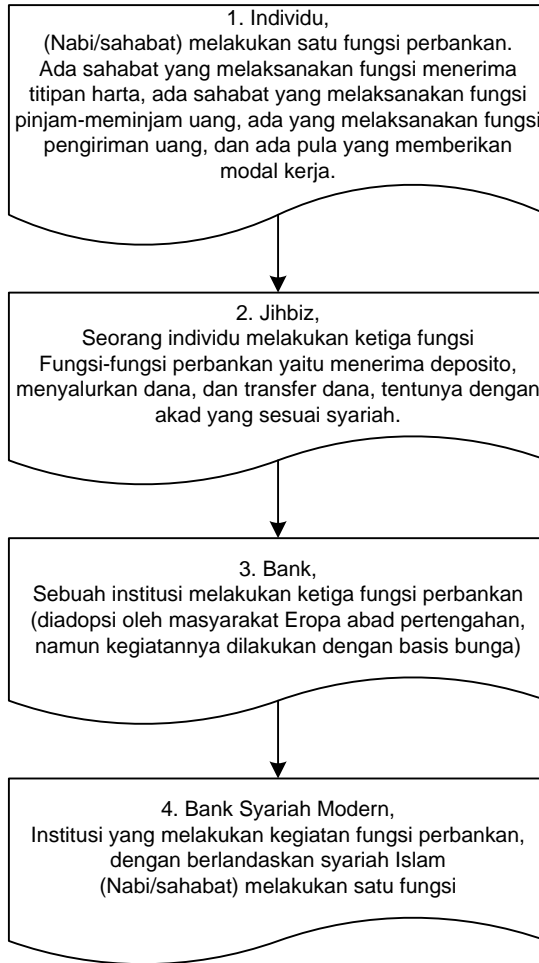 1. Individu,
(Nabi/sahabat) melakukan satu fungsi perbankan.
Ada sahabat yang melaksanakan fungsi menerima
titipan harta, ada sahabat yang melaksanakan fungsi
pinjam-meminjam uang, ada yang melaksanakan fungsi
pengiriman uang, dan ada pula yang memberikan
modal kerja.
2. Jihbiz,
Seorang individu melakukan ketiga fungsi
Fungsi-fungsi perbankan yaitu menerima deposito,
menyalurkan dana, dan transfer dana, tentunya dengan
akad yang sesuai syariah.
3. Bank,
Sebuah institusi melakukan ketiga fungsi perbankan
(diadopsi oleh masyarakat Eropa abad pertengahan,
namun kegiatannya dilakukan dengan basis bunga)
4. Bank Syariah Modern,
Institusi yang melakukan kegiatan fungsi perbankan,
dengan berlandaskan syariah Islam
(Nabi/sahabat) melakukan satu fungsi